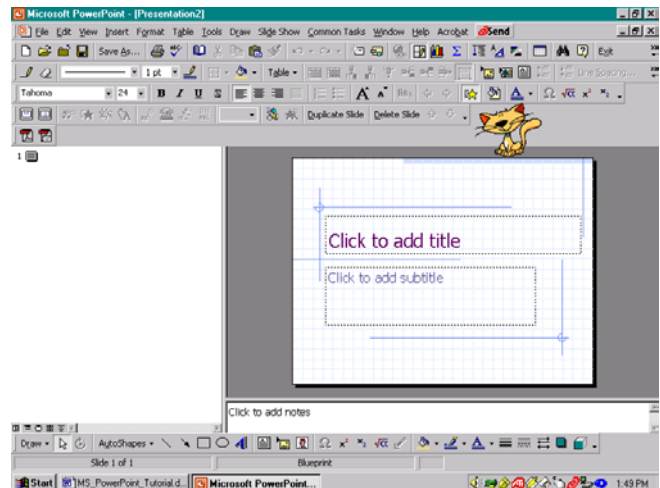 Microsoft PowerPoint - [Presentation2]
File Edit View Insert Format Table Tools Draw Slide Show Common Tasks Window Help Acrobat Send
Save As... Exit
1 pt Table Line Spacing...
Tahoma 24 B I U S
Duplicate Slide Delete Slide
1
Click to add title
Click to add subtitle
Click to add notes
Draw AutoShapes
Slide 1 of 1 Blueprint
Start MS_PowerPoint_Tutorial.d... Microsoft PowerPoint... 1:49 PM